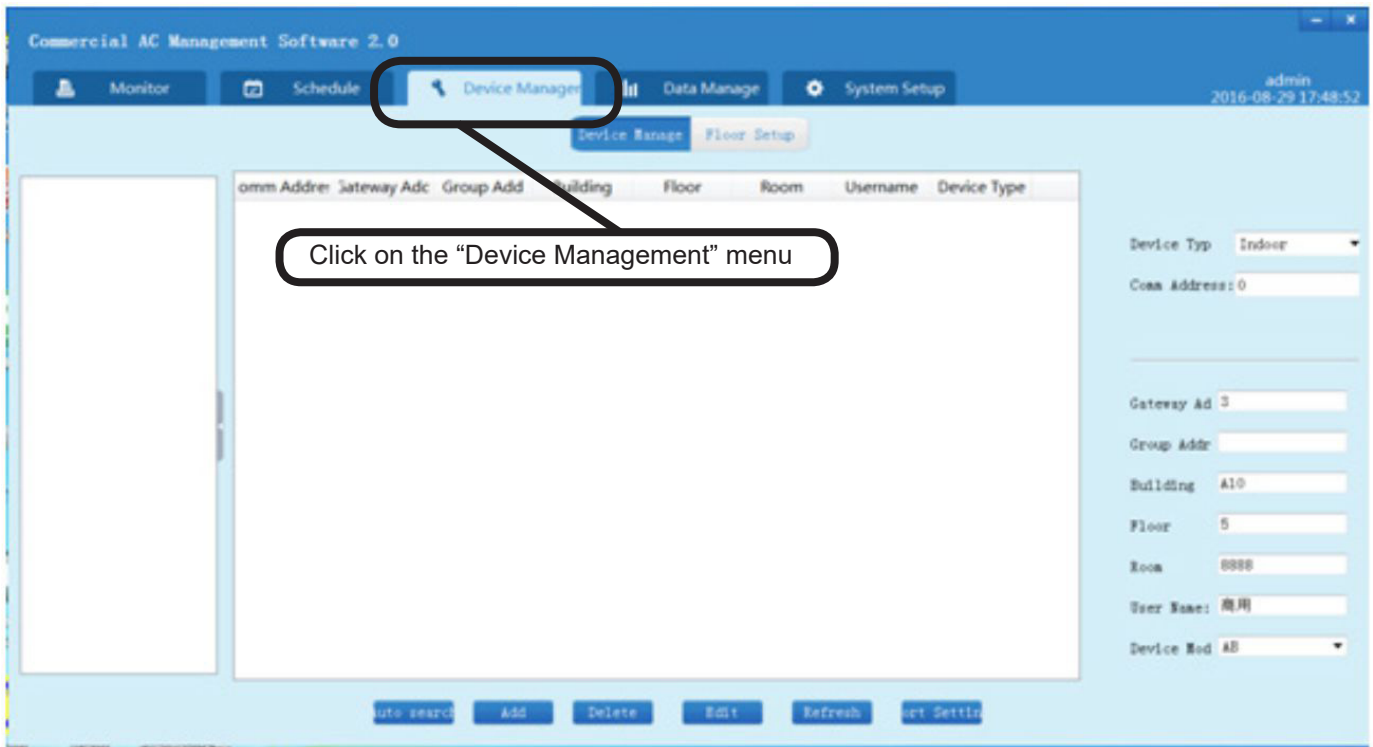 Commercial AC Management Software 2.0
Monitor
Schedule
Device Manager
Data Manage
System Setup
admin
2016-08-29 17:48:52
Device Manage
Floor Setup
omm Addre
Gateway Adc
Group Add
Building
Floor
Room
Username
Device Type
Click on the “Device Management” menu
Device Typ
Indoor
Comm Address:
0
Gateway Ad
3
Group Addr
Building
A10
Floor
5
Room
8888
User Name:
商用
Device Mod
AB
uto search
Add
Delete
Edit
Refresh
ort Settin